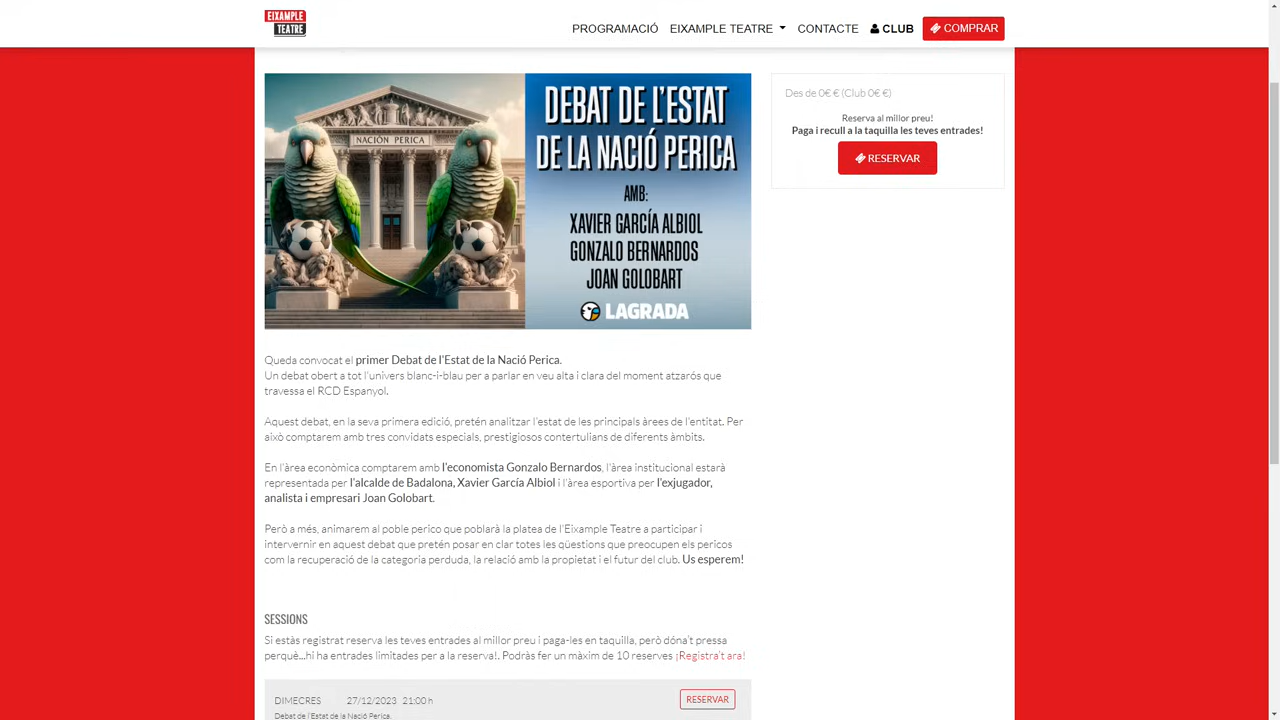 EIXAMPLE
TEATRE
PROGRAMACIÓ EIXAMPLE TEATRE CONTACTE CLUB COMPRAR
NACIÓN PERICA
DEBAT DE L'ESTAT
DE LA NACIÓ PERICA
AMB:
XAVIER GARCÍA ALBIOL
GONZALO BERNARDOS
JOAN GOLOBART
LAGRADA
Des de 0€ € (Club 0€ €)
Reserva al millor preu!
Paga i recull a la taquilla les teves entrades!
RESERVAR
Queda convocat el primer Debat de l'Estat de la Nació Perica.
Un debat obert a tot l'univers blanc-i-blau per a parlar en veu alta i clara del moment atzarós que
travessa el RCD Espanyol.
Aquest debat, en la seva primera edició, pretén analitzar l'estat de les principals àrees de l'entitat. Per
això comptarem amb tres convidats especials, prestigiosos contertulians de diferents àmbits.
En l'àrea econòmica comptarem amb l'economista Gonzalo Bernardos, l'àrea institucional estarà
representada per l'alcalde de Badalona, Xavier García Albiol i l'àrea esportiva per l'exjugador,
analista i empresari Joan Golobart.
Però a més, animarem al poble perico que poblarà la platea de l'Eixample Teatre a participar i
intervenir en aquest debat que pretén posar en clar totes les qüestions que preocupen els pericos
com la recuperació de la categoria perduda, la relació amb la propietat i el futur del club. Us esperem!
SESSIONS
Si estàs registrat reserva les teves entrades al millor preu i paga-les en taquilla, però dóna't pressa
perquè...hi ha entrades limitades per a la reserva!. Podràs fer un màxim de 10 reserves ¡Registra't ara!
DIMECRES 27/12/2023 21:00 h RESERVAR
Debat de l'Estat de la Nació Perica.